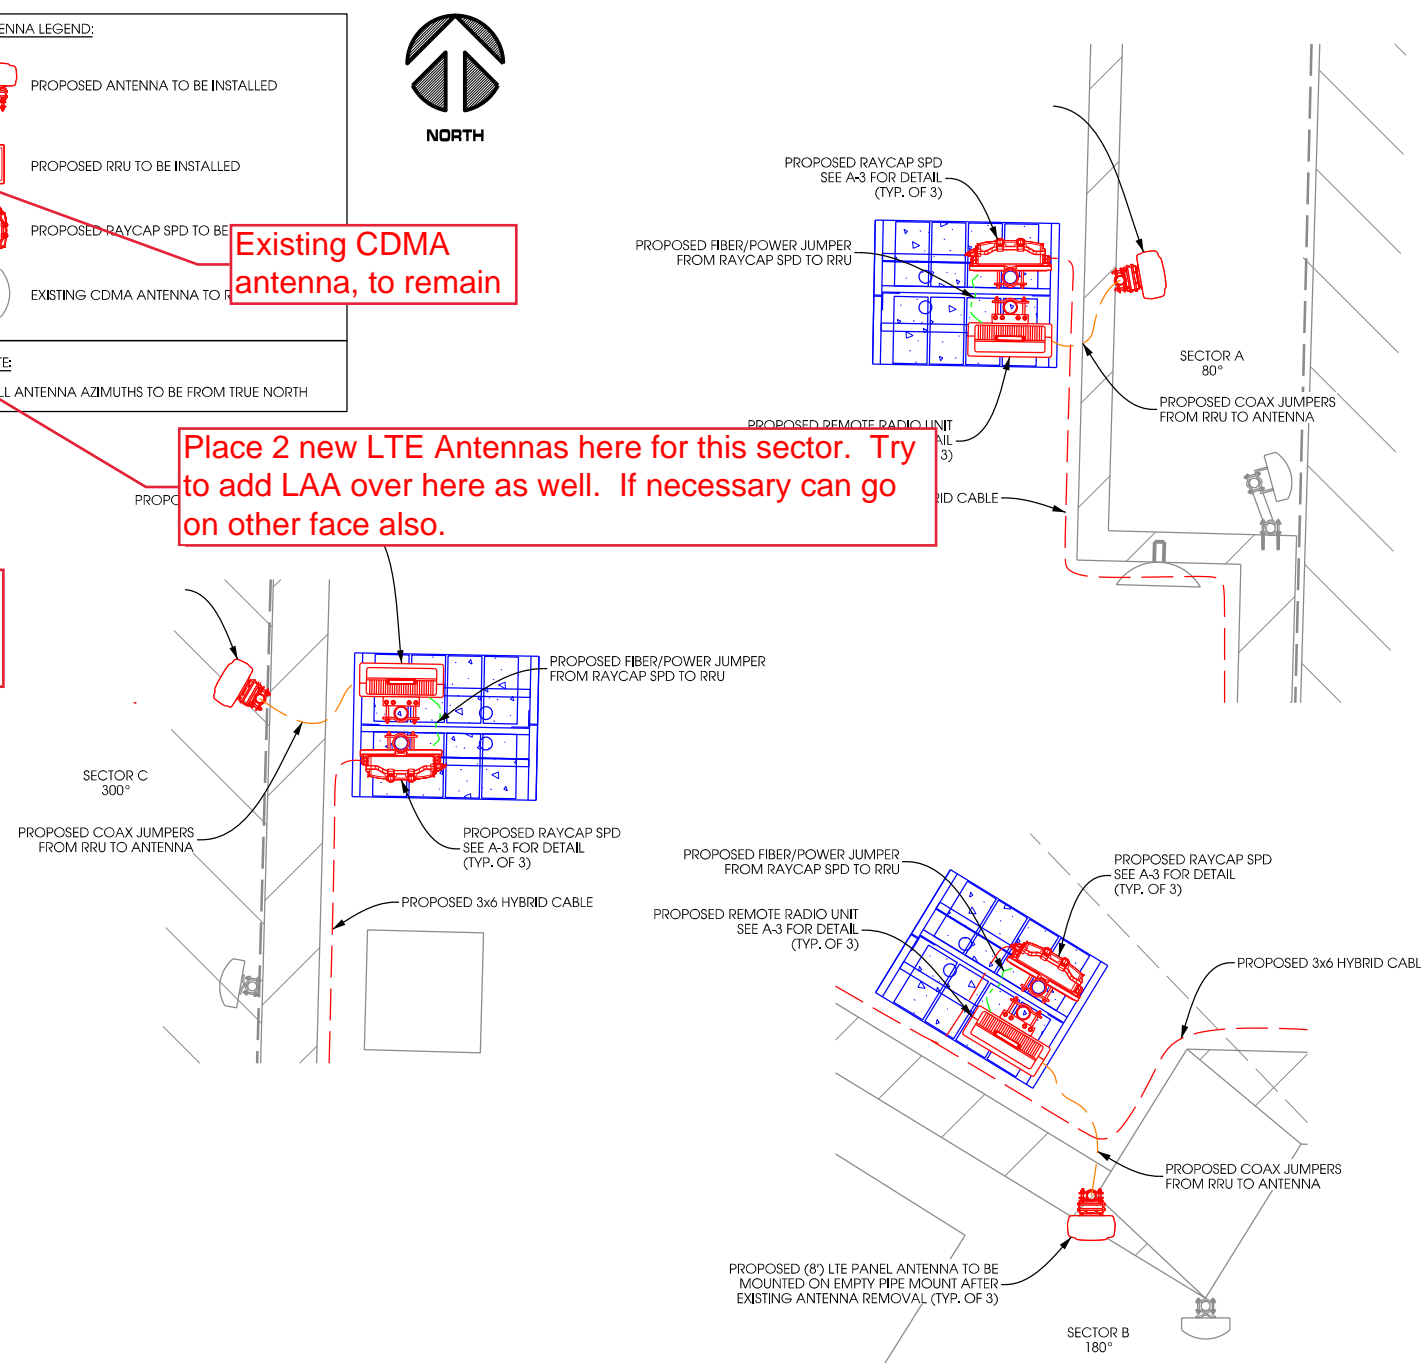 ENNA LEGEND:
PROPOSED ANTENNA TO BE INSTALLED
PROPOSED RRU TO BE INSTALLED
PROPOSED RAYCAP SPD TO BE
EXISTING CDMA ANTENNA TO
TE:
LL ANTENNA AZIMUTHS TO BE FROM TRUE NORTH
NORTH
Existing CDMA
antenna, to remain
PROPOSED RAYCAP SPD
SEE A-3 FOR DETAIL
(TYP. OF 3)
PROPOSED FIBER/POWER JUMPER
FROM RAYCAP SPD TO RRU
SECTOR A
80°
PROPOSED COAX JUMPERS
FROM RRU TO ANTENNA
PROPOSED REMOTE RADIO UNIT
AIL
3)
Place 2 new LTE Antennas here for this sector. Try
to add LAA over here as well. If necessary can go
on other face also.
PROPO
RID CABLE
PROPOSED FIBER/POWER JUMPER
FROM RAYCAP SPD TO RRU
SECTOR C
300°
PROPOSED COAX JUMPERS
FROM RRU TO ANTENNA
PROPOSED RAYCAP SPD
SEE A-3 FOR DETAIL
(TYP. OF 3)
PROPOSED 3x6 HYBRID CABLE
PROPOSED FIBER/POWER JUMPER
FROM RAYCAP SPD TO RRU
PROPOSED RAYCAP SPD
SEE A-3 FOR DETAIL
(TYP. OF 3)
PROPOSED REMOTE RADIO UNIT
SEE A-3 FOR DETAIL
(TYP. OF 3)
PROPOSED 3x6 HYBRID CABL
PROPOSED COAX JUMPERS
FROM RRU TO ANTENNA
PROPOSED (8') LTE PANEL ANTENNA TO BE
MOUNTED ON EMPTY PIPE MOUNT AFTER
EXISTING ANTENNA REMOVAL (TYP. OF 3)
SECTOR B
180°